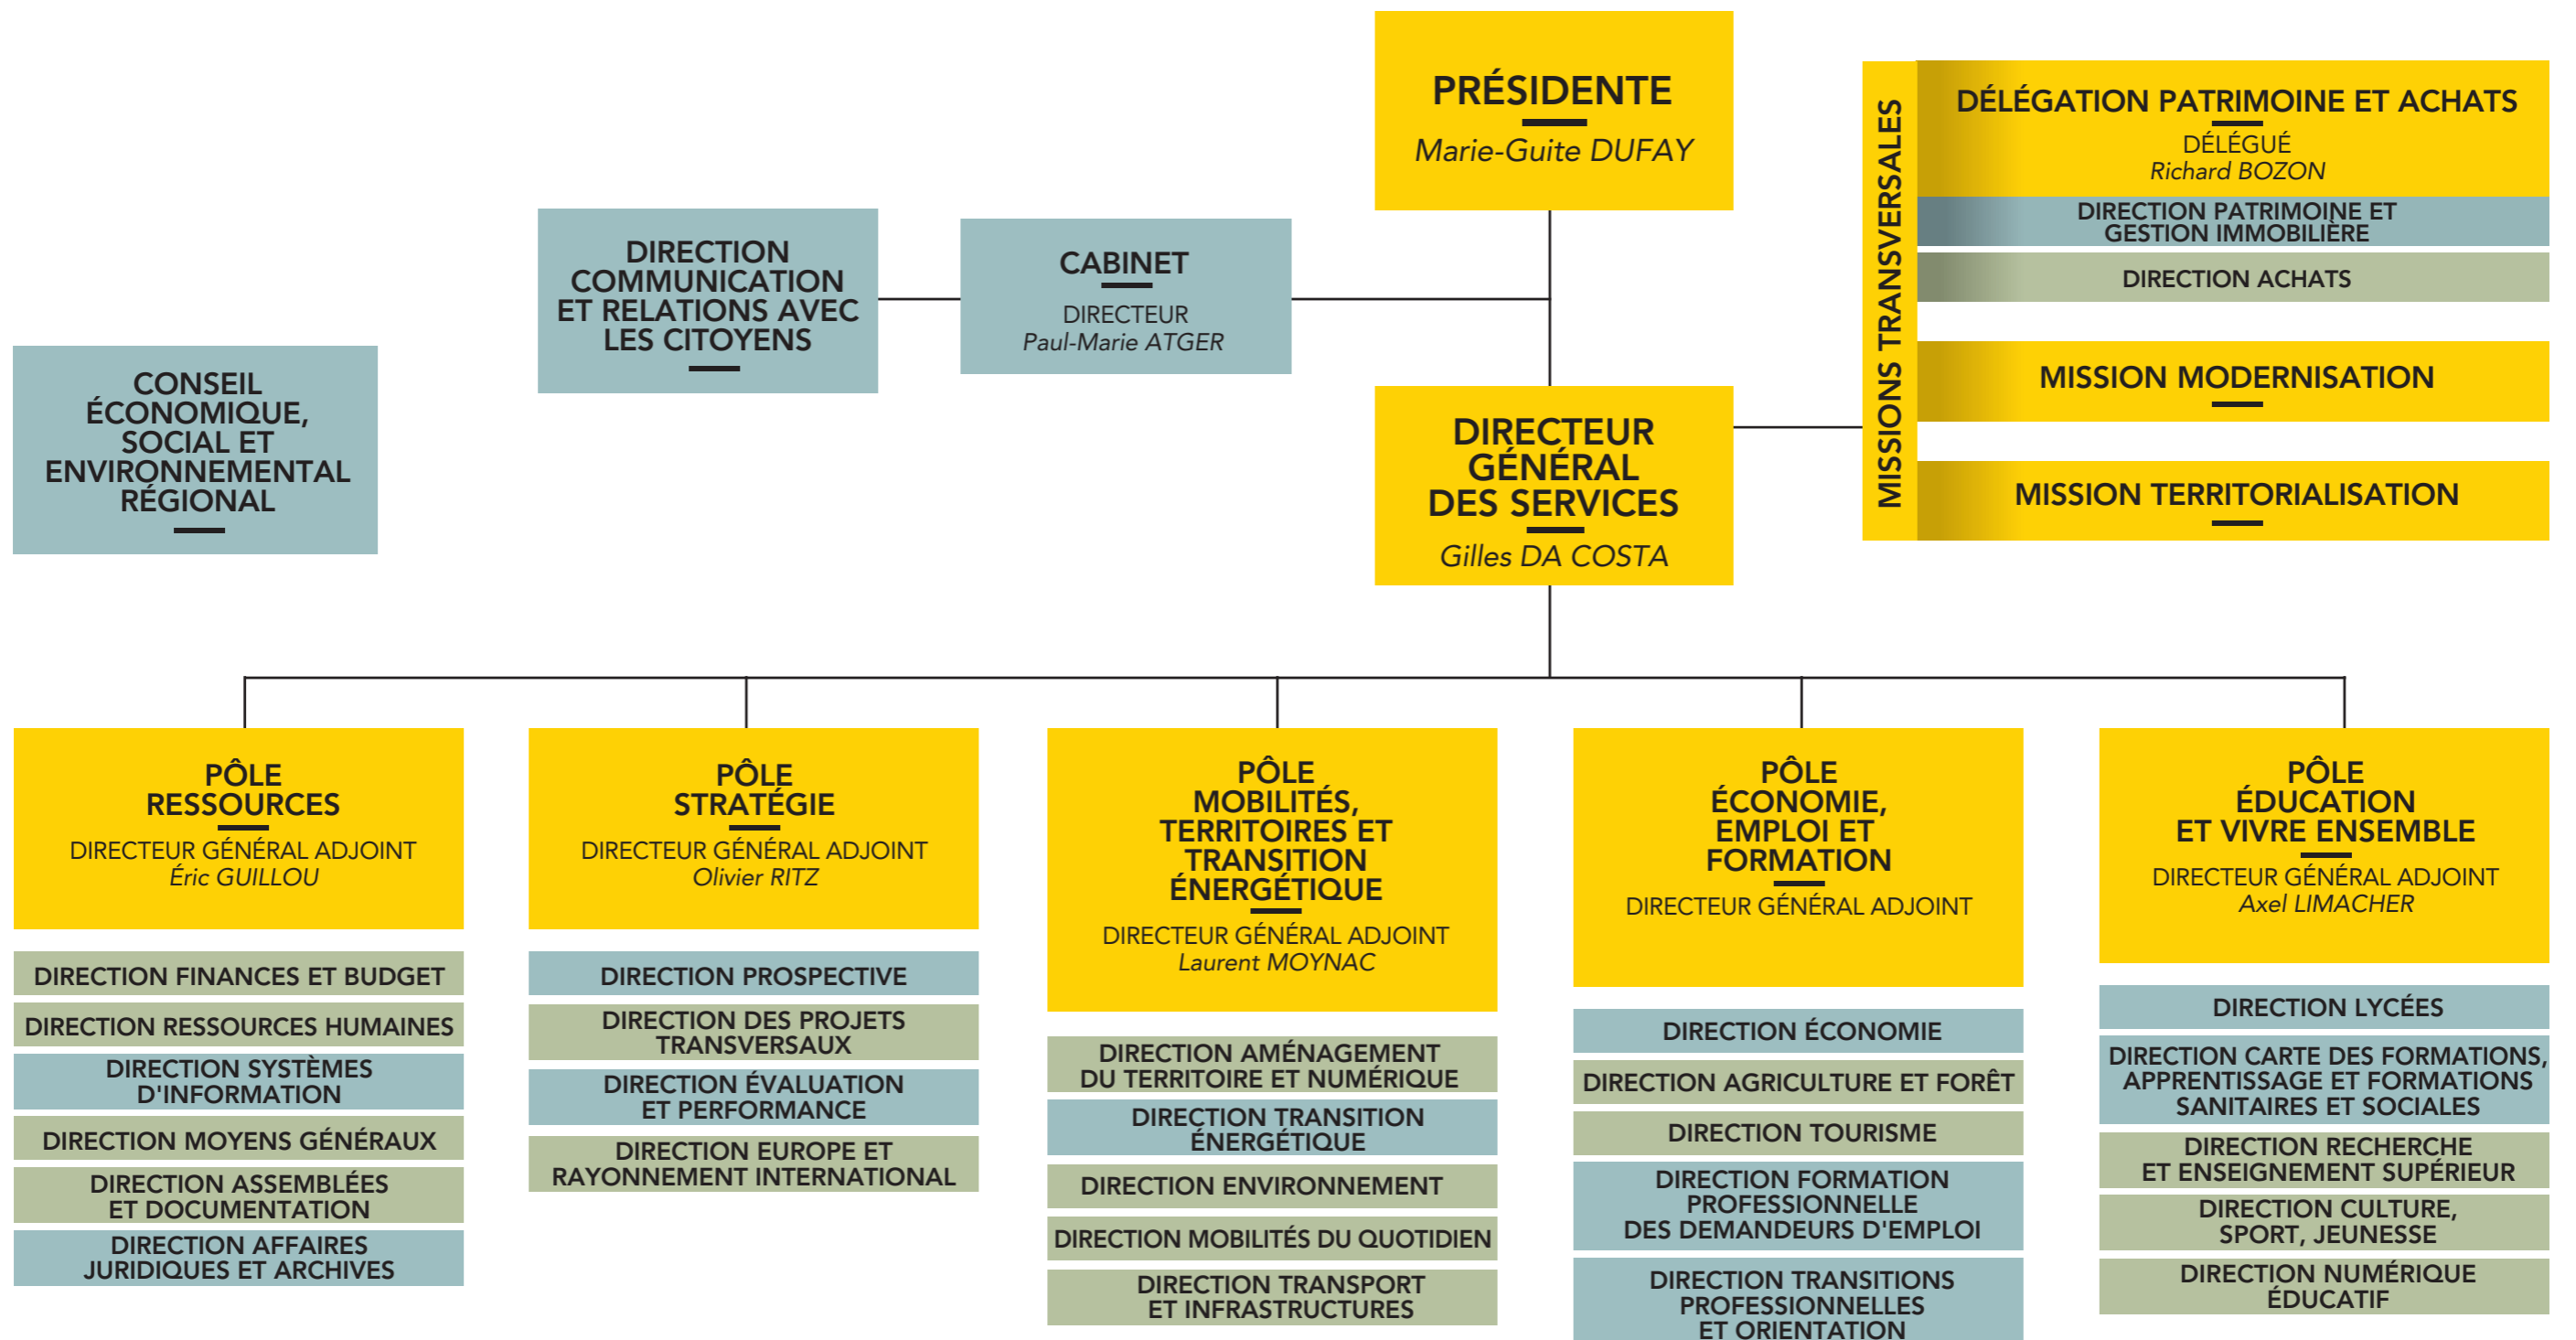 PRÉSIDENTE
Marie-Guite DUFAY
MISSIONS TRANSVERSALES
DÉLÉGATION PATRIMOINE ET ACHATS
DÉLÉGUÉ
Richard BOZON
DIRECTION PATRIMOINE ET
GESTION IMMOBILIÈRE
DIRECTION ACHATS
MISSION MODERNISATION
MISSION TERRITORIALISATION
DIRECTION
COMMUNICATION
ET RELATIONS AVEC
LES CITOYENS
CABINET
DIRECTEUR
Paul-Marie ATGER
CONSEIL
ÉCONOMIQUE,
SOCIAL ET
ENVIRONNEMENTAL
RÉGIONAL
DIRECTEUR
GÉNÉRAL
DES SERVICES
Gilles DA COSTA
PÔLE
RESSOURCES
DIRECTEUR GÉNÉRAL ADJOINT
Éric GUILLOU
DIRECTION FINANCES ET BUDGET
DIRECTION RESSOURCES HUMAINES
DIRECTION SYSTÈMES
D'INFORMATION
DIRECTION MOYENS GÉNÉRAUX
DIRECTION ASSEMBLÉES
ET DOCUMENTATION
DIRECTION AFFAIRES
JURIDIQUES ET ARCHIVES
PÔLE
STRATÉGIE
DIRECTEUR GÉNÉRAL ADJOINT
Olivier RITZ
DIRECTION PROSPECTIVE
DIRECTION DES PROJETS
TRANSVERSAUX
DIRECTION ÉVALUATION
ET PERFORMANCE
DIRECTION EUROPE ET
RAYONNEMENT INTERNATIONAL
PÔLE
MOBILITÉS,
TERRITOIRES ET
TRANSITION
ÉNERGÉTIQUE
DIRECTEUR GÉNÉRAL ADJOINT
Laurent MOYNAC
DIRECTION AMÉNAGEMENT
DU TERRITOIRE ET NUMÉRIQUE
DIRECTION TRANSITION
ÉNERGÉTIQUE
DIRECTION ENVIRONNEMENT
DIRECTION MOBILITÉS DU QUOTIDIEN
DIRECTION TRANSPORT
ET INFRASTRUCTURES
PÔLE
ÉCONOMIE,
EMPLOI ET
FORMATION
DIRECTEUR GÉNÉRAL ADJOINT
DIRECTION ÉCONOMIE
DIRECTION AGRICULTURE ET FORÊT
DIRECTION TOURISME
DIRECTION FORMATION
PROFESSIONNELLE
DES DEMANDEURS D'EMPLOI
DIRECTION TRANSITIONS
PROFESSIONNELLES
ET ORIENTATION
PÔLE
ÉDUCATION
ET VIVRE ENSEMBLE
DIRECTEUR GÉNÉRAL ADJOINT
Axel LIMACHER
DIRECTION LYCÉES
DIRECTION CARTE DES FORMATIONS,
APPRENTISSAGE ET FORMATIONS
SANITAIRES ET SOCIALES
DIRECTION RECHERCHE
ET ENSEIGNEMENT SUPÉRIEUR
DIRECTION CULTURE,
SPORT, JEUNESSE
DIRECTION NUMÉRIQUE
ÉDUCATIF